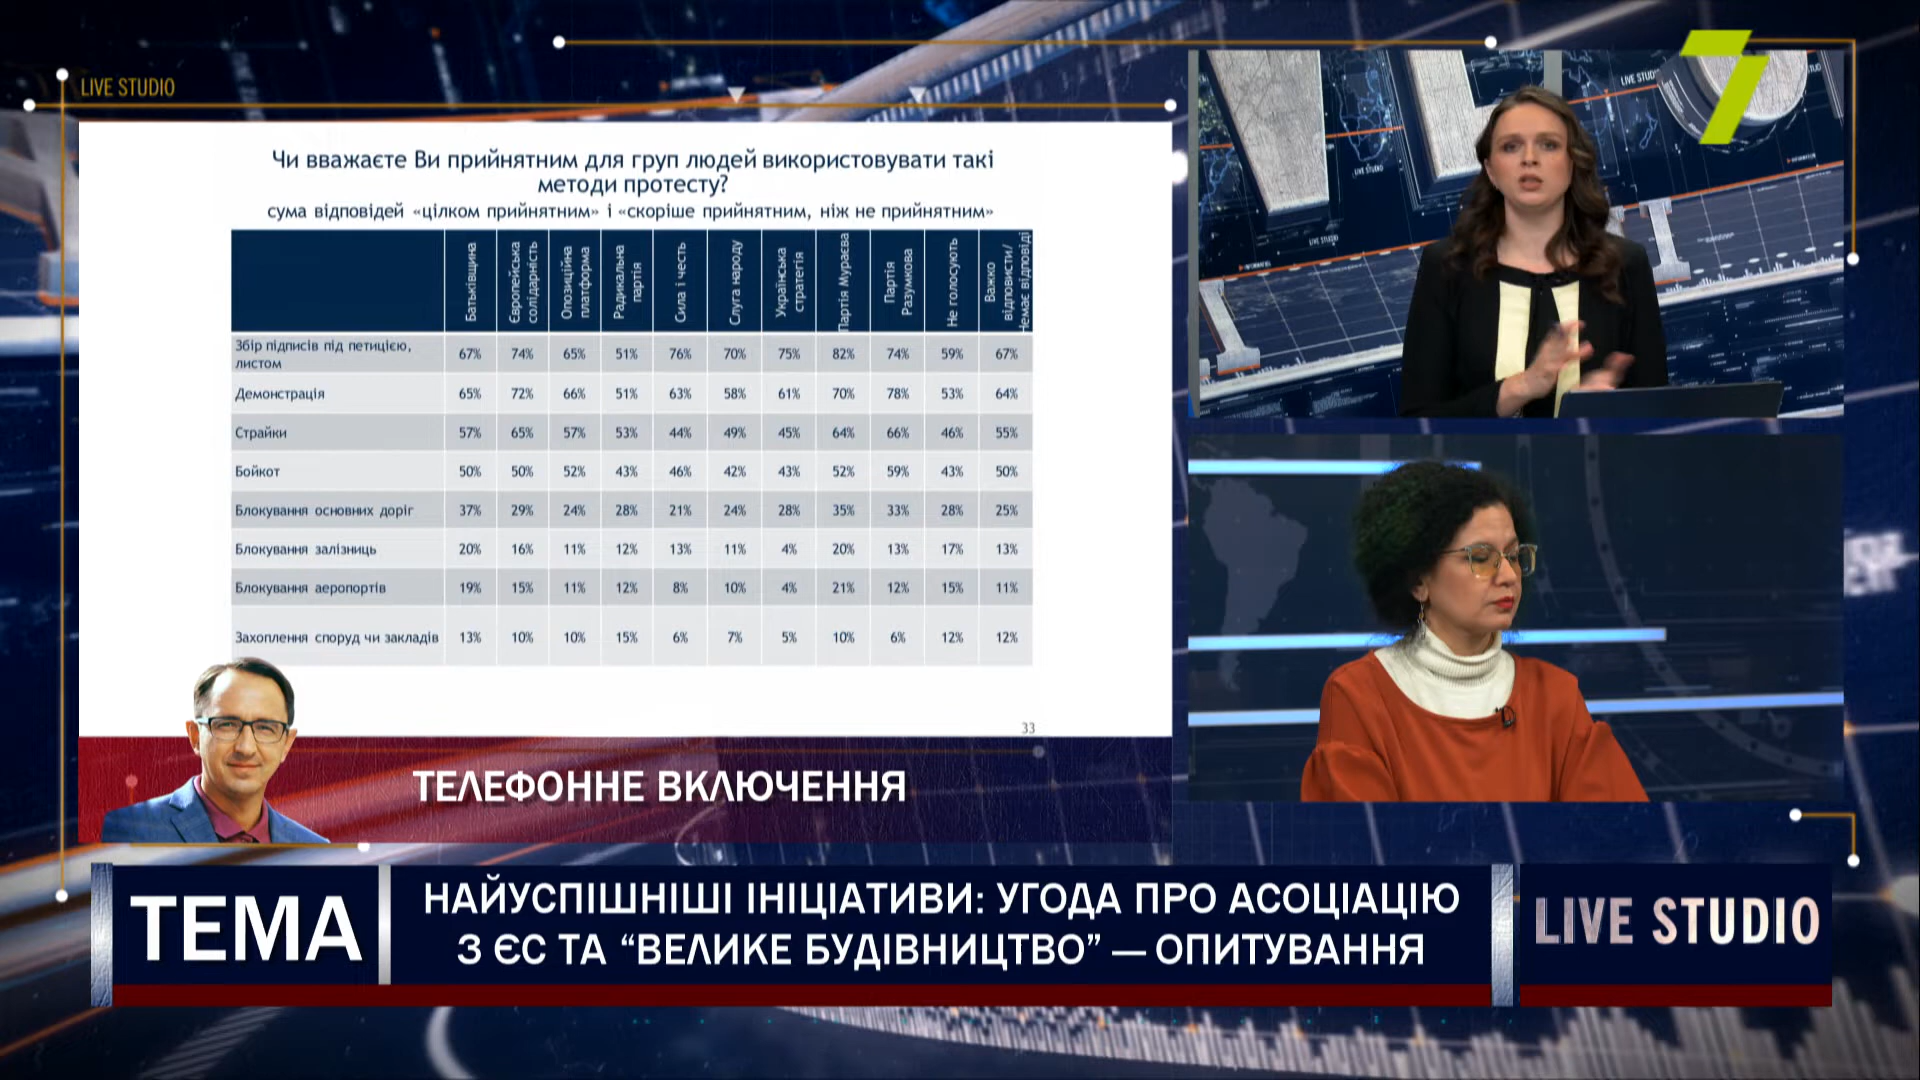 LIVE STUDIO
7
Чи вважаєте Ви прийнятним для груп людей використовувати такі
методи протесту?
сума відповідей «цілком прийнятним» і «скоріше прийнятним, ніж не прийнятним»
Батьківщина
Європейська
солідарність
Опозиційна
платформа
Радикальна
партія
Сила і честь
Слуга народу
Українська
стратегія
Партія Мураєва
Партія
Разумкова
Не голосують
Важко
відповисти/
Немає відповіді
Збір підписів під петицією,
листом
67% 74% 65% 51% 76% 70% 75% 82% 74% 59% 67%
Демонстрація 65% 72% 66% 51% 63% 58% 61% 70% 78% 53% 64%
Страйки 57% 65% 57% 53% 44% 49% 45% 64% 66% 46% 55%
Бойкот 50% 50% 52% 43% 46% 42% 43% 52% 59% 43% 50%
Блокування основних доріг 37% 29% 24% 28% 21% 24% 28% 35% 33% 28% 25%
Блокування залізниць 20% 16% 11% 12% 13% 11% 4% 20% 13% 17% 13%
Блокування аеропортів 19% 15% 11% 12% 8% 10% 4% 21% 12% 15% 11%
Захоплення споруд чи закладів 13% 10% 10% 15% 6% 7% 5% 10% 6% 12% 12%
33
ТЕЛЕФОННЕ ВКЛЮЧЕННЯ
ТЕМА
НАЙУСПІШНІШІ ІНІЦІАТИВИ: УГОДА ПРО АСОЦІАЦІЮ
З ЄС ТА “ВЕЛИКЕ БУДІВНИЦТВО” — ОПИТУВАННЯ
LIVE STUDIO